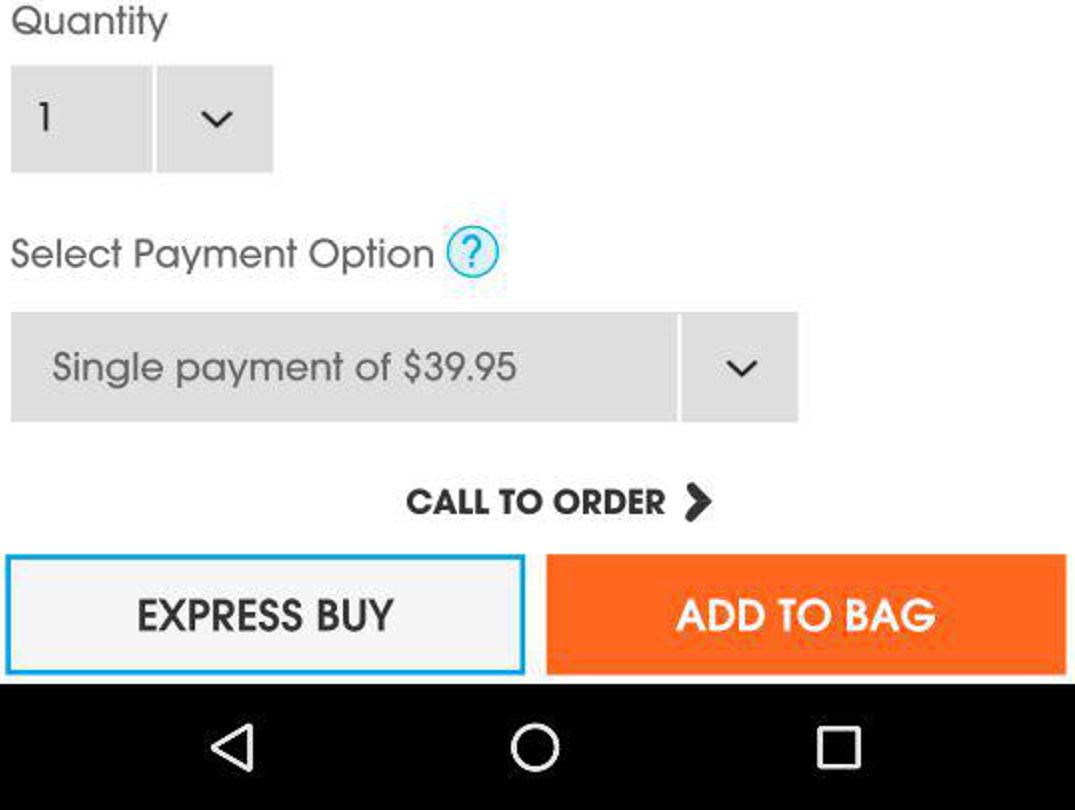 Quantity
1
Select Payment Option ?
Single payment of $39.95
CALL TO ORDER
EXPRESS BUY
ADD TO BAG